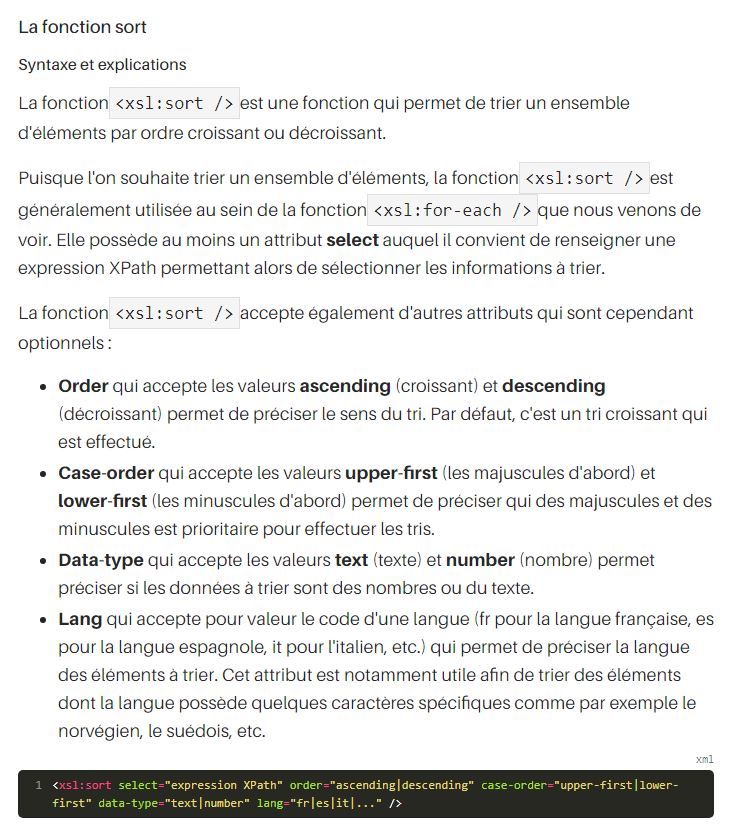 La fonction sort
Syntaxe et explications
La fonction <xsl:sort /> est une fonction qui permet de trier un ensemble
d'éléments par ordre croissant ou décroissant.
Puisque l'on souhaite trier un ensemble d'éléments, la fonction <xsl:sort /> est
généralement utilisée au sein de la fonction <xsl:for-each /> que nous venons de
voir. Elle possède au moins un attribut select auquel il convient de renseigner une
expression XPath permettant alors de sélectionner les informations à trier.
La fonction <xsl:sort /> accepte également d'autres attributs qui sont cependant
optionnels :
• Order qui accepte les valeurs ascending (croissant) et descending
(décroissant) permet de préciser le sens du tri. Par défaut, c'est un tri croissant qui
est effectué.
• Case-order qui accepte les valeurs upper-first (les majuscules d'abord) et
lower-first (les minuscules d'abord) permet de préciser qui des majuscules et des
minuscules est prioritaire pour effectuer les tris.
• Data-type qui accepte les valeurs text (texte) et number (nombre) permet
préciser si les données à trier sont des nombres ou du texte.
• Lang qui accepte pour valeur le code d'une langue (fr pour la langue française, es
pour la langue espagnole, it pour l'italien, etc.) qui permet de préciser la langue
des éléments à trier. Cet attribut est notamment utile afin de trier des éléments
dont la langue possède quelques caractères spécifiques comme par exemple le
norvégien, le suédois, etc.
xml
1 <xsl:sort select="expression XPath" order="ascending|descending" case-order="upper-first|lower-
first" data-type="text|number" lang="fr|es|it|..." />